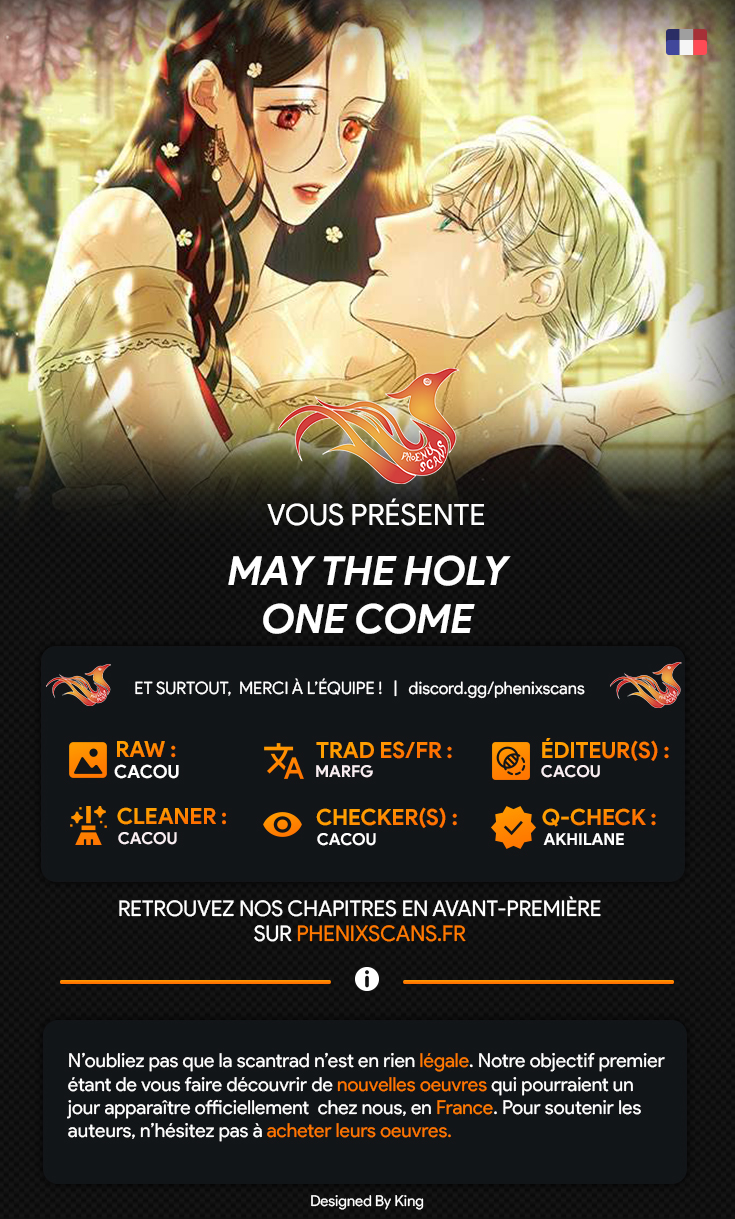 PHOENIX
SCANS
VOUS PRÉSENTE
MAY THE HOLY
ONE COME
ET SURTOUT, MERCI À L'ÉQUIPE ! | discord.gg/phenixscans
RAW :
CACOU
TRAD ES/FR :
MARFG
ÉDITEUR(S) :
CACOU
CLEANER :
CACOU
CHECKER(S) :
CACOU
Q-CHECK :
AKHILANE
RETROUVEZ NOS CHAPITRES EN AVANT-PREMIÈRE
SUR PHENIXSCANS.FR
N'oubliez pas que la scantrad n'est en rien légale. Notre objectif premier
étant de vous faire découvrir de nouvelles oeuvres qui pourraient un
jour apparaître officiellement chez nous, en France. Pour soutenir les
auteurs, n'hésitez pas à acheter leurs oeuvres.
Designed By King